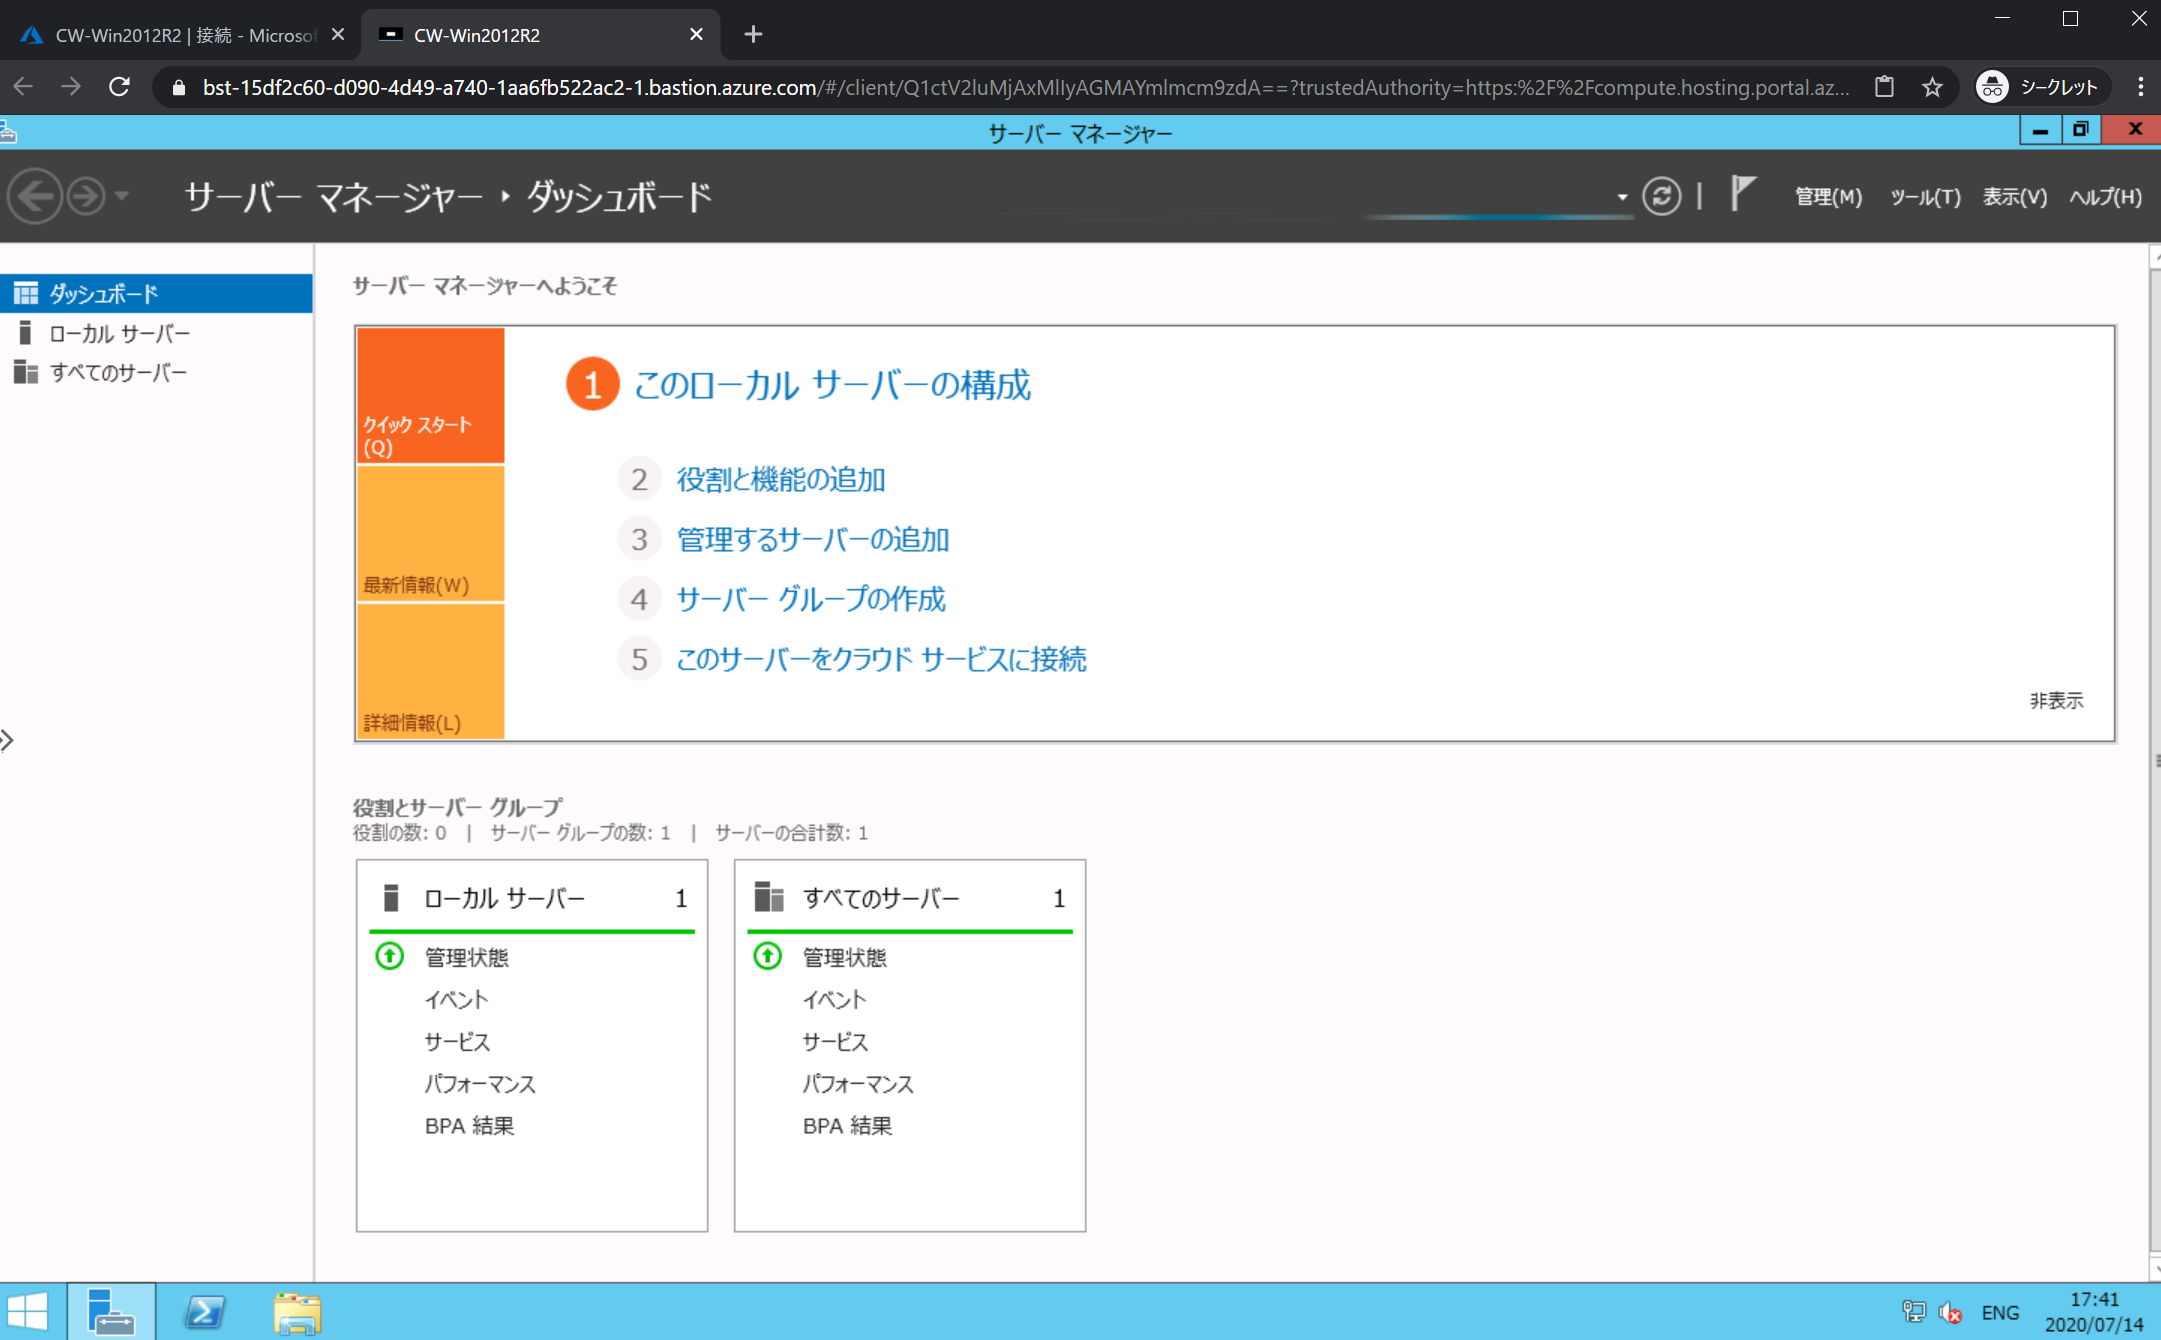 CW-Win2012R2 | 接続 - Microsof
CW-Win2012R2
bst-15df2c60-d090-4d49-a740-1aa6fb522ac2-1.bastion.azure.com/#/client/Q1ctV2luMjAxMlIyAGMAYmlmcm9zdA==?trustedAuthority=https:%2F%2Fcompute.hosting.portal.az...
シークレット
サーバー マネージャー
サーバー マネージャー ‣ ダッシュボード
管理(M) ツール(T) 表示(V) ヘルプ(H)
ダッシュボード
ローカル サーバー
すべてのサーバー
サーバー マネージャーへようこそ
クイック スタート
(Q)
最新情報(W)
詳細情報(L)
1 このローカル サーバーの構成
2 役割と機能の追加
3 管理するサーバーの追加
4 サーバー グループの作成
5 このサーバーをクラウド サービスに接続
非表示
役割とサーバー グループ
役割の数: 0 | サーバー グループの数: 1 | サーバーの合計数: 1
ローカル サーバー 1
管理状態
イベント
サービス
パフォーマンス
BPA 結果
すべてのサーバー 1
管理状態
イベント
サービス
パフォーマンス
BPA 結果
ENG
17:41
2020/07/14